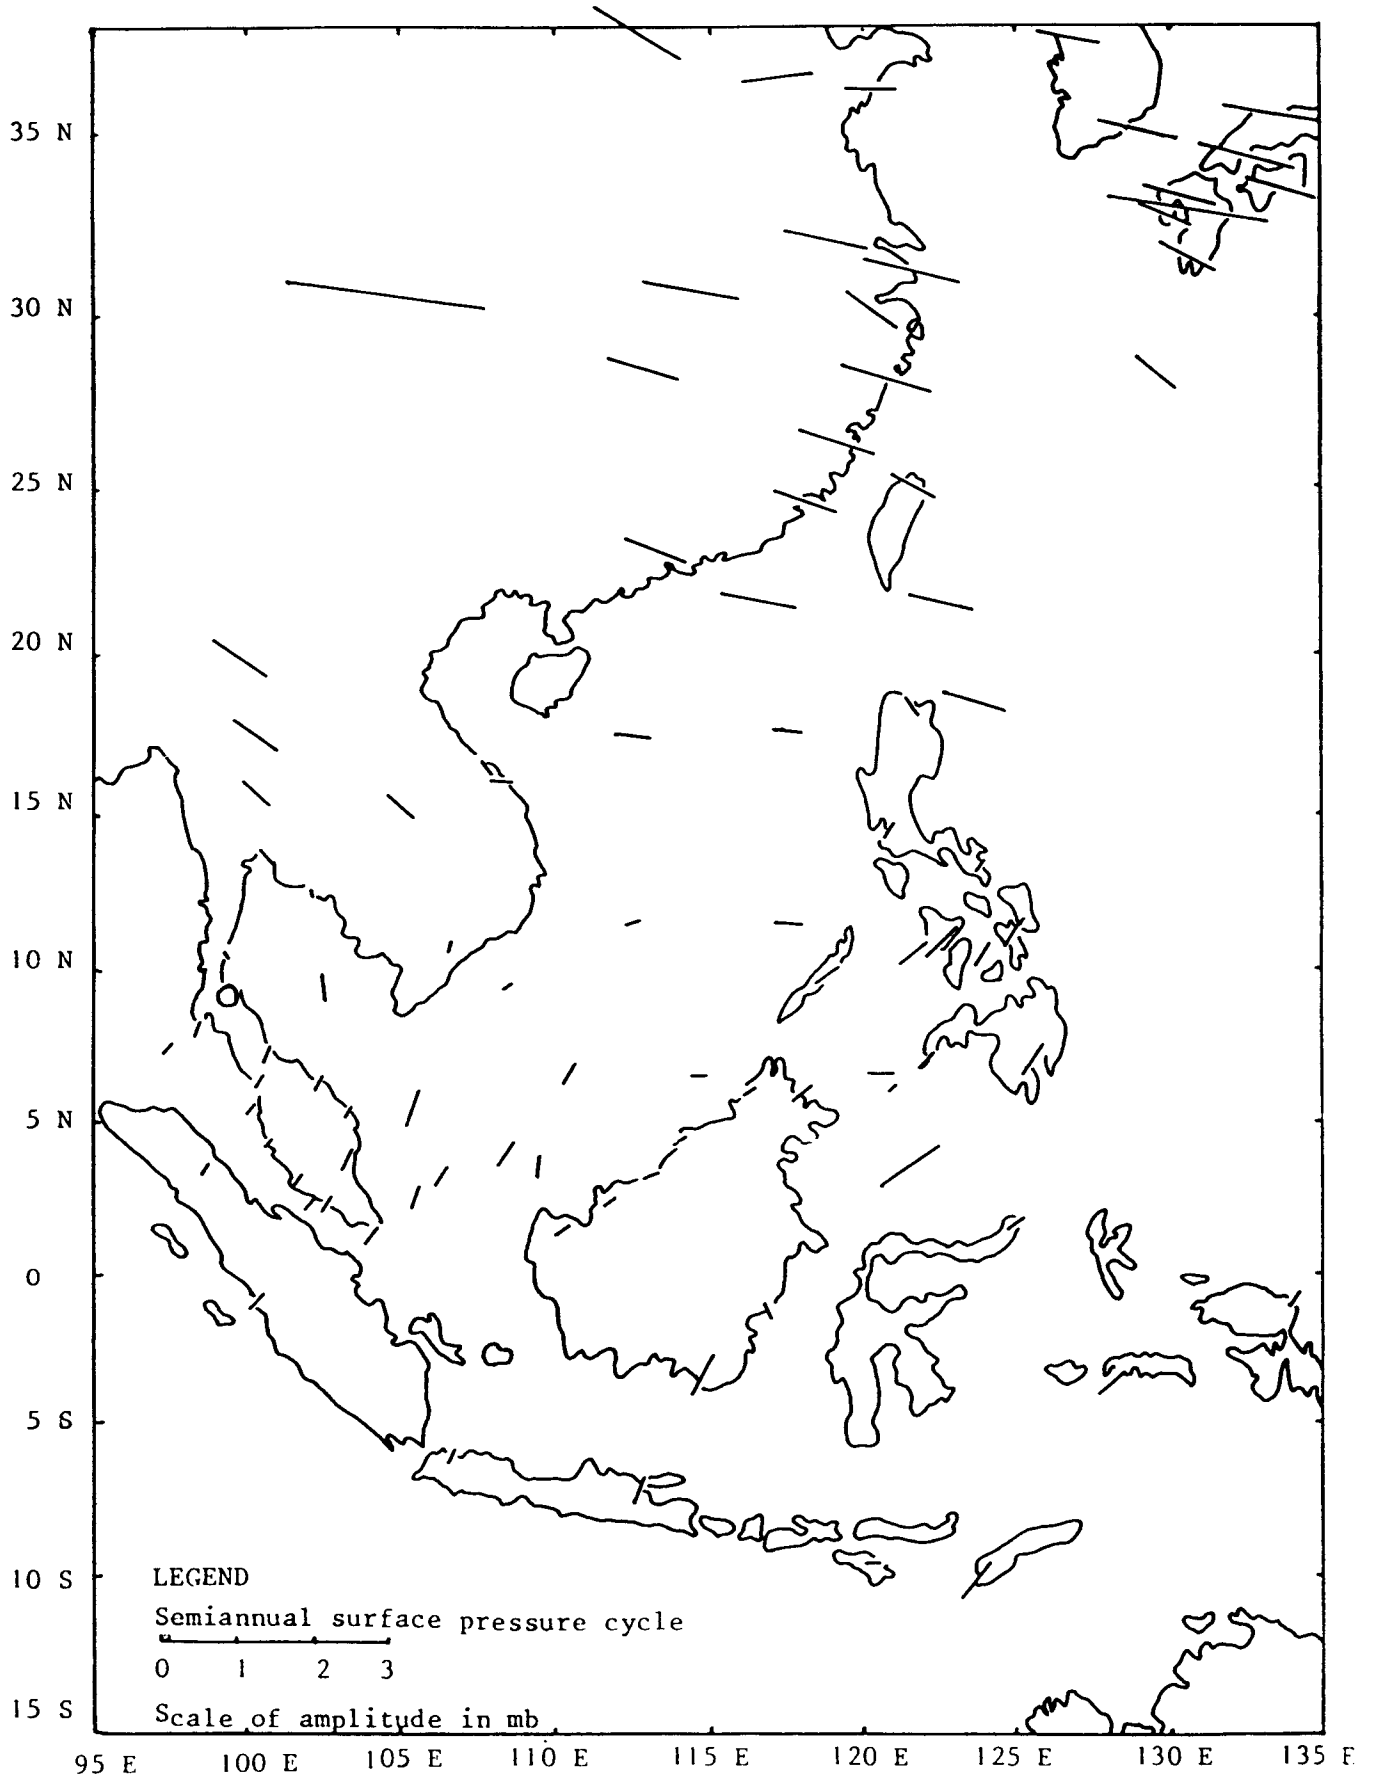 35 N
30 N
25 N
20 N
15 N
10 N
5 N
0
5 S
10 S
15 S
LEGEND
Semiannual surface pressure cycle
0 1 2 3
Scale of amplitude in mb
95 E 100 E 105 E 110 E 115 E 120 E 125 E 130 E 135 E